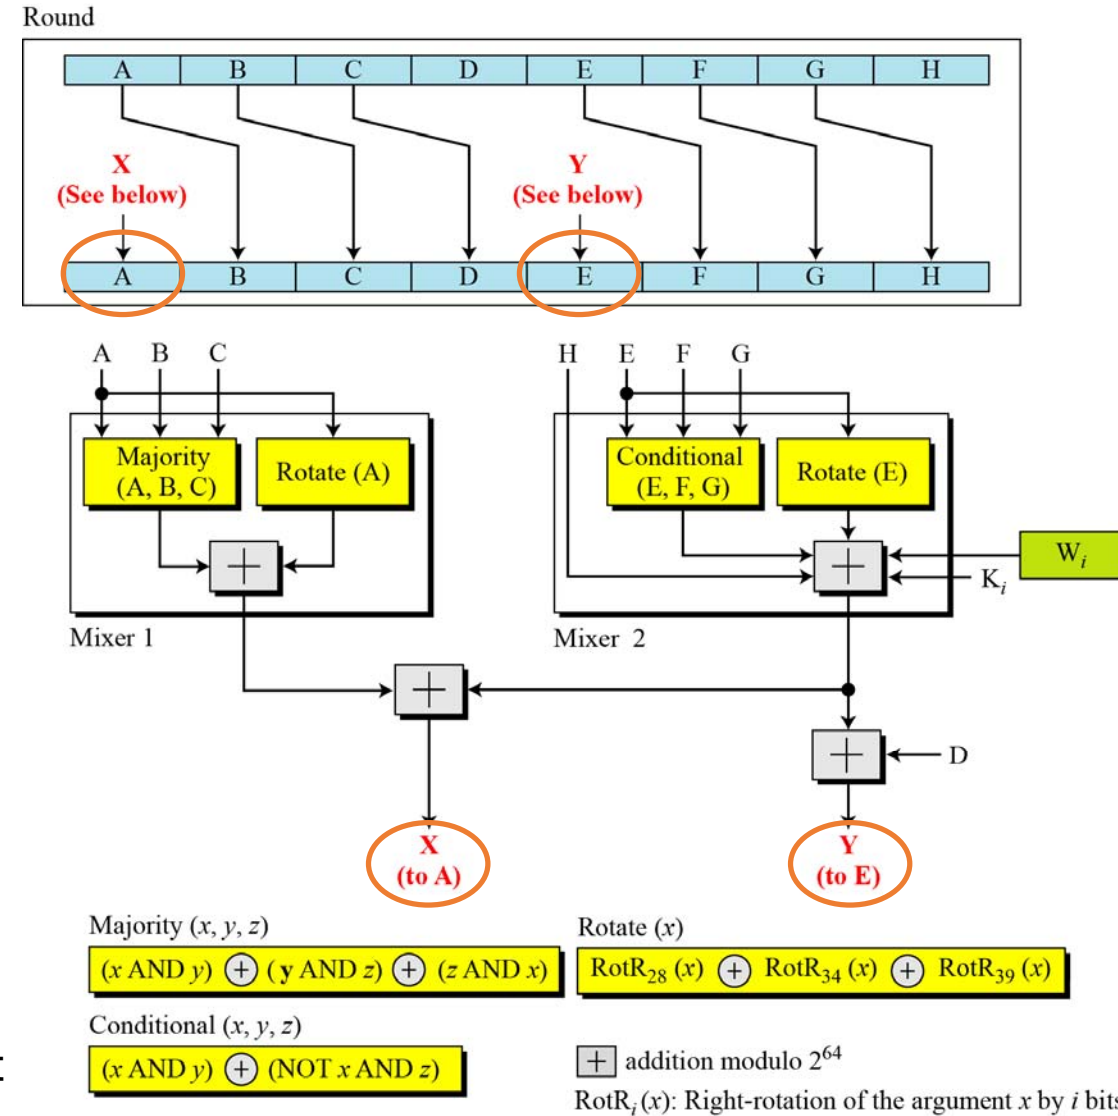 Round
A B C D E F G H
X Y
(See below) (See below)
A B C D E F G H
A B C H E F G
Majority (A, B, C) Rotate (A) Conditional (E, F, G) Rotate (E)
+ +
W_i
K_i
Mixer 1 Mixer 2
+
+ D
X Y
(to A) (to E)
Majority (x, y, z) Rotate (x)
(x AND y) ⊕ (y AND z) ⊕ (z AND x) RotR_28 (x) ⊕ RotR_34 (x) ⊕ RotR_39 (x)
Conditional (x, y, z)
(x AND y) ⊕ (NOT x AND z) + addition modulo 2^64
RotR_i (x): Right-rotation of the argument x by i bits